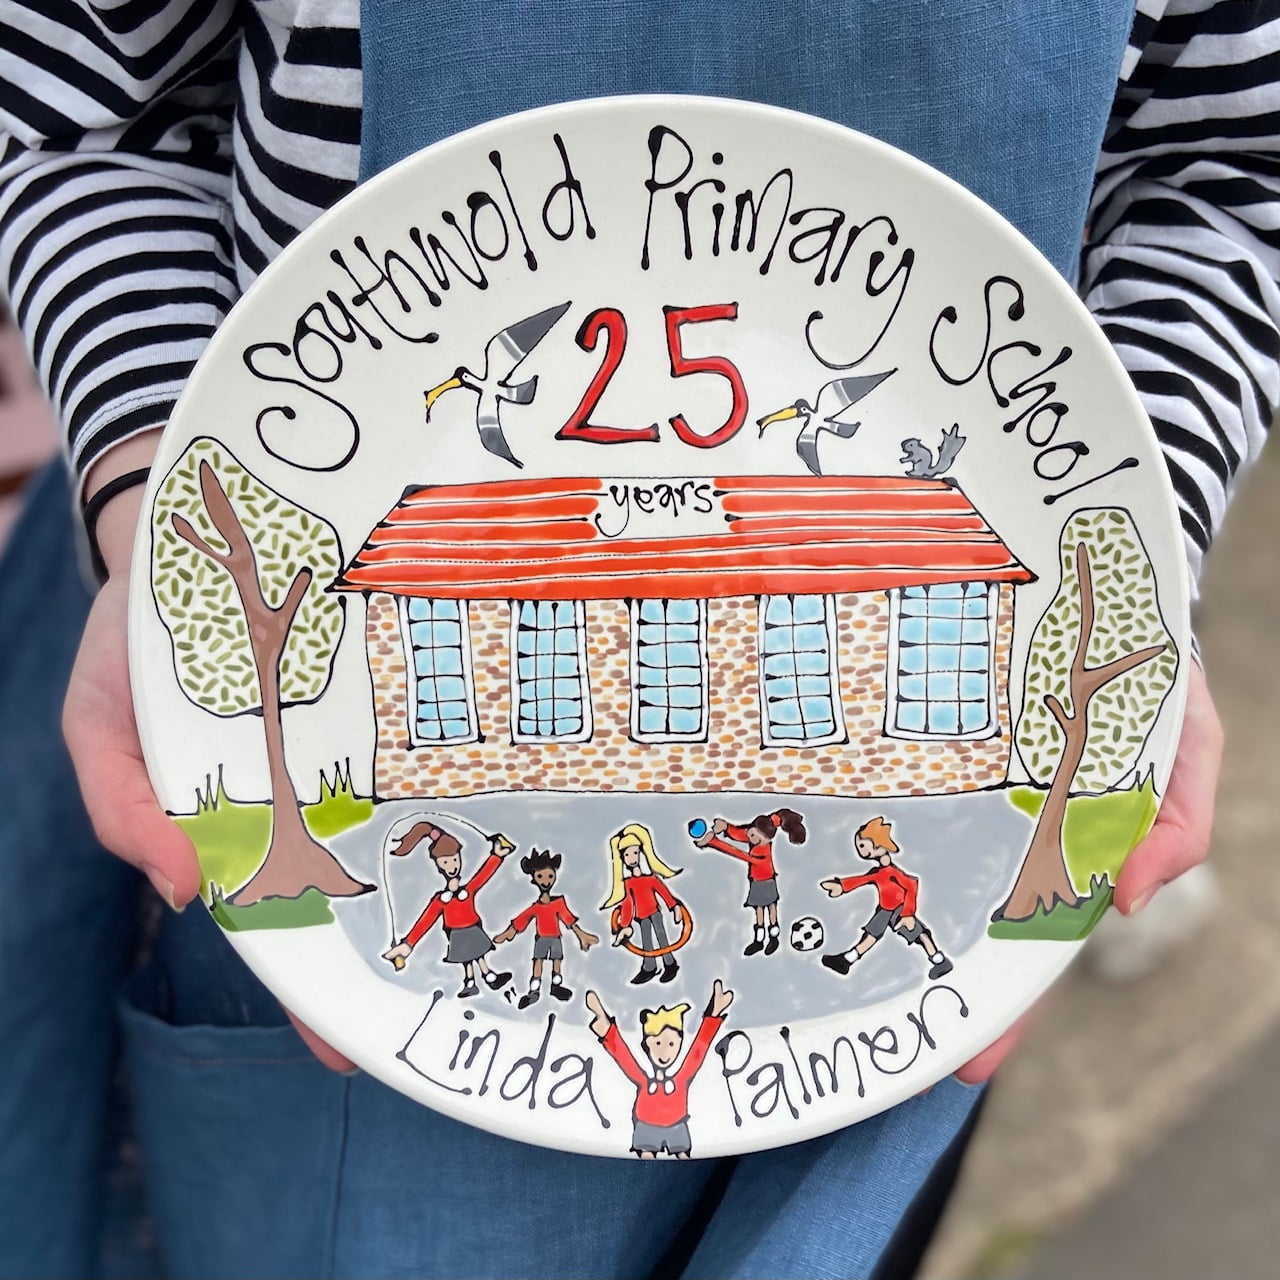 Southwold Primary School
25
years
Linda Palmer